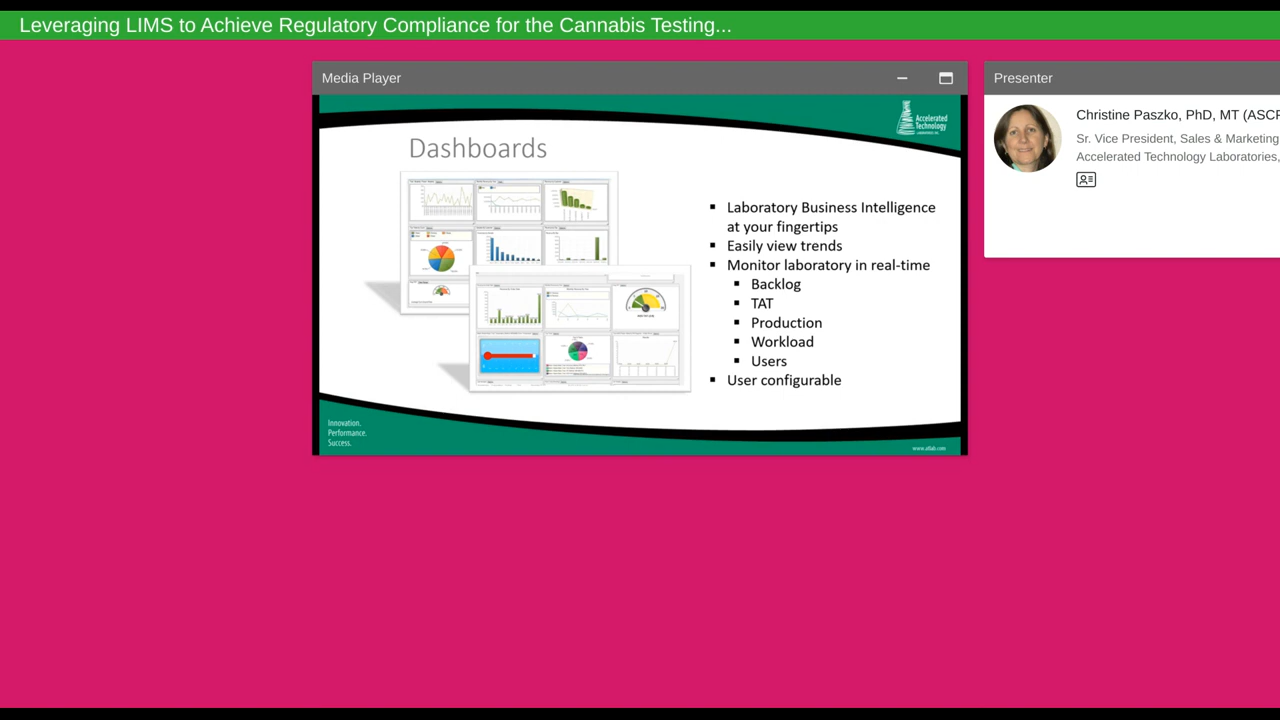 Leveraging LIMS to Achieve Regulatory Compliance for the Cannabis Testing...
Media Player
Presenter
Accelerated
Technology
LABORATORIES, INC.
Dashboards
▪ Laboratory Business Intelligence
at your fingertips
▪ Easily view trends
▪ Monitor laboratory in real-time
▪ Backlog
▪ TAT
▪ Production
▪ Workload
▪ Users
▪ User configurable
Innovation.
Performance.
Success.
www.atlab.com
Christine Paszko, PhD, MT (ASCP
Sr. Vice President, Sales & Marketing
Accelerated Technology Laboratories,